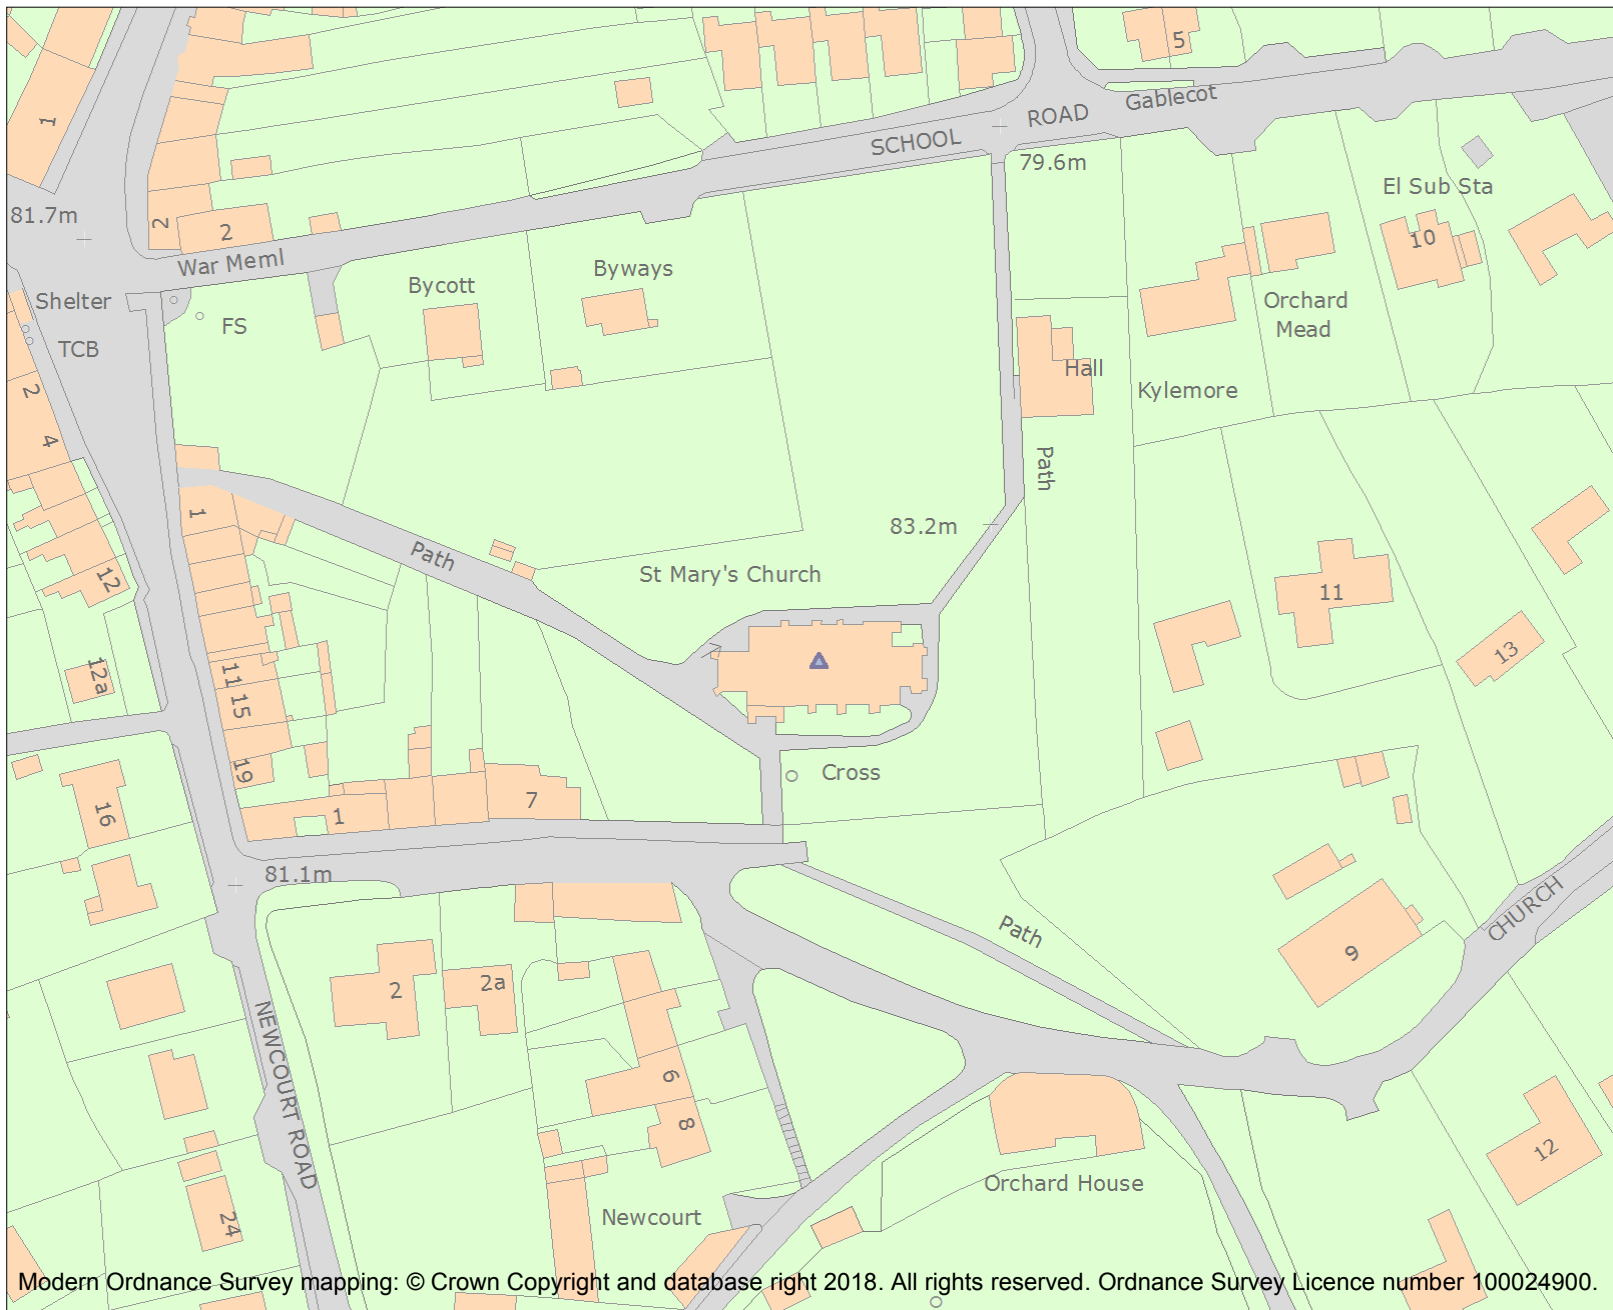 5
Gablecot
ROAD
SCHOOL
1
79.6m
El Sub Sta
81.7m
2
2
10
War Meml
Byways
Bycott
Shelter
Orchard
Mead
FS
TCB
Hall
2
Kylemore
4
Path
1
83.2m
Path
St Mary's Church
12
11
13
12a
11
15
19
Cross
16
1
7
81.1m
CHURCH
Path
9
2
2a
NEWCOURT ROAD
6
8
12
Orchard House
24
Newcourt
Modern Ordnance Survey mapping: © Crown Copyright and database right 2018. All rights reserved. Ordnance Survey Licence number 100024900.